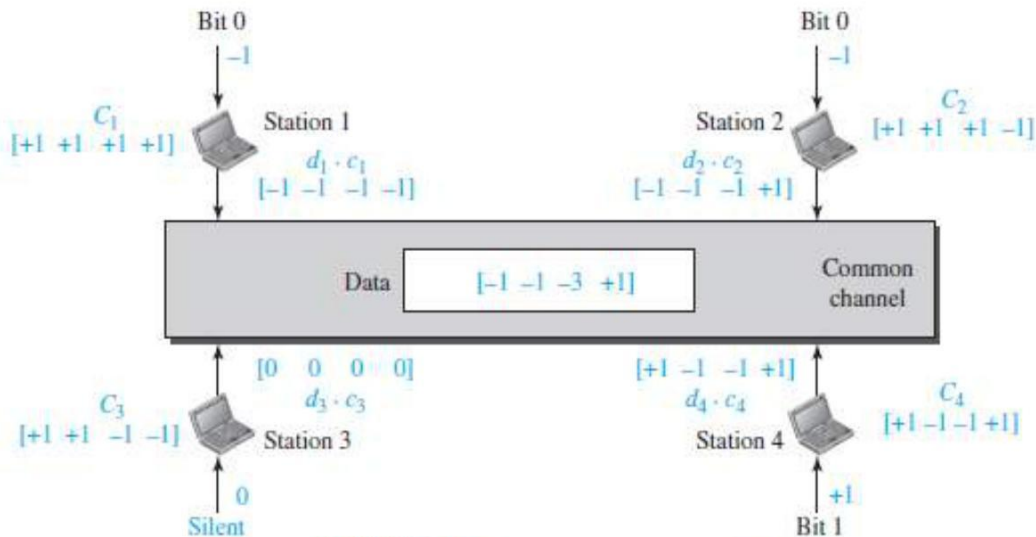 Bit 0
Bit 0
–1
–1
C1
Station 1
Station 2
C2
[+1 +1 +1 +1]
[+1 +1 +1 –1]
d1 . c1
d2 . c2
[–1 –1 –1 –1]
[–1 –1 –1 +1]
Data
[–1 –1 –3 +1]
Common
channel
[0 0 0 0]
[+1 –1 –1 +1]
C3
d3 . c3
d4 . c4
C4
[+1 +1 –1 –1]
Station 3
Station 4
[+1 –1 –1 +1]
0
+1
Silent
Bit 1